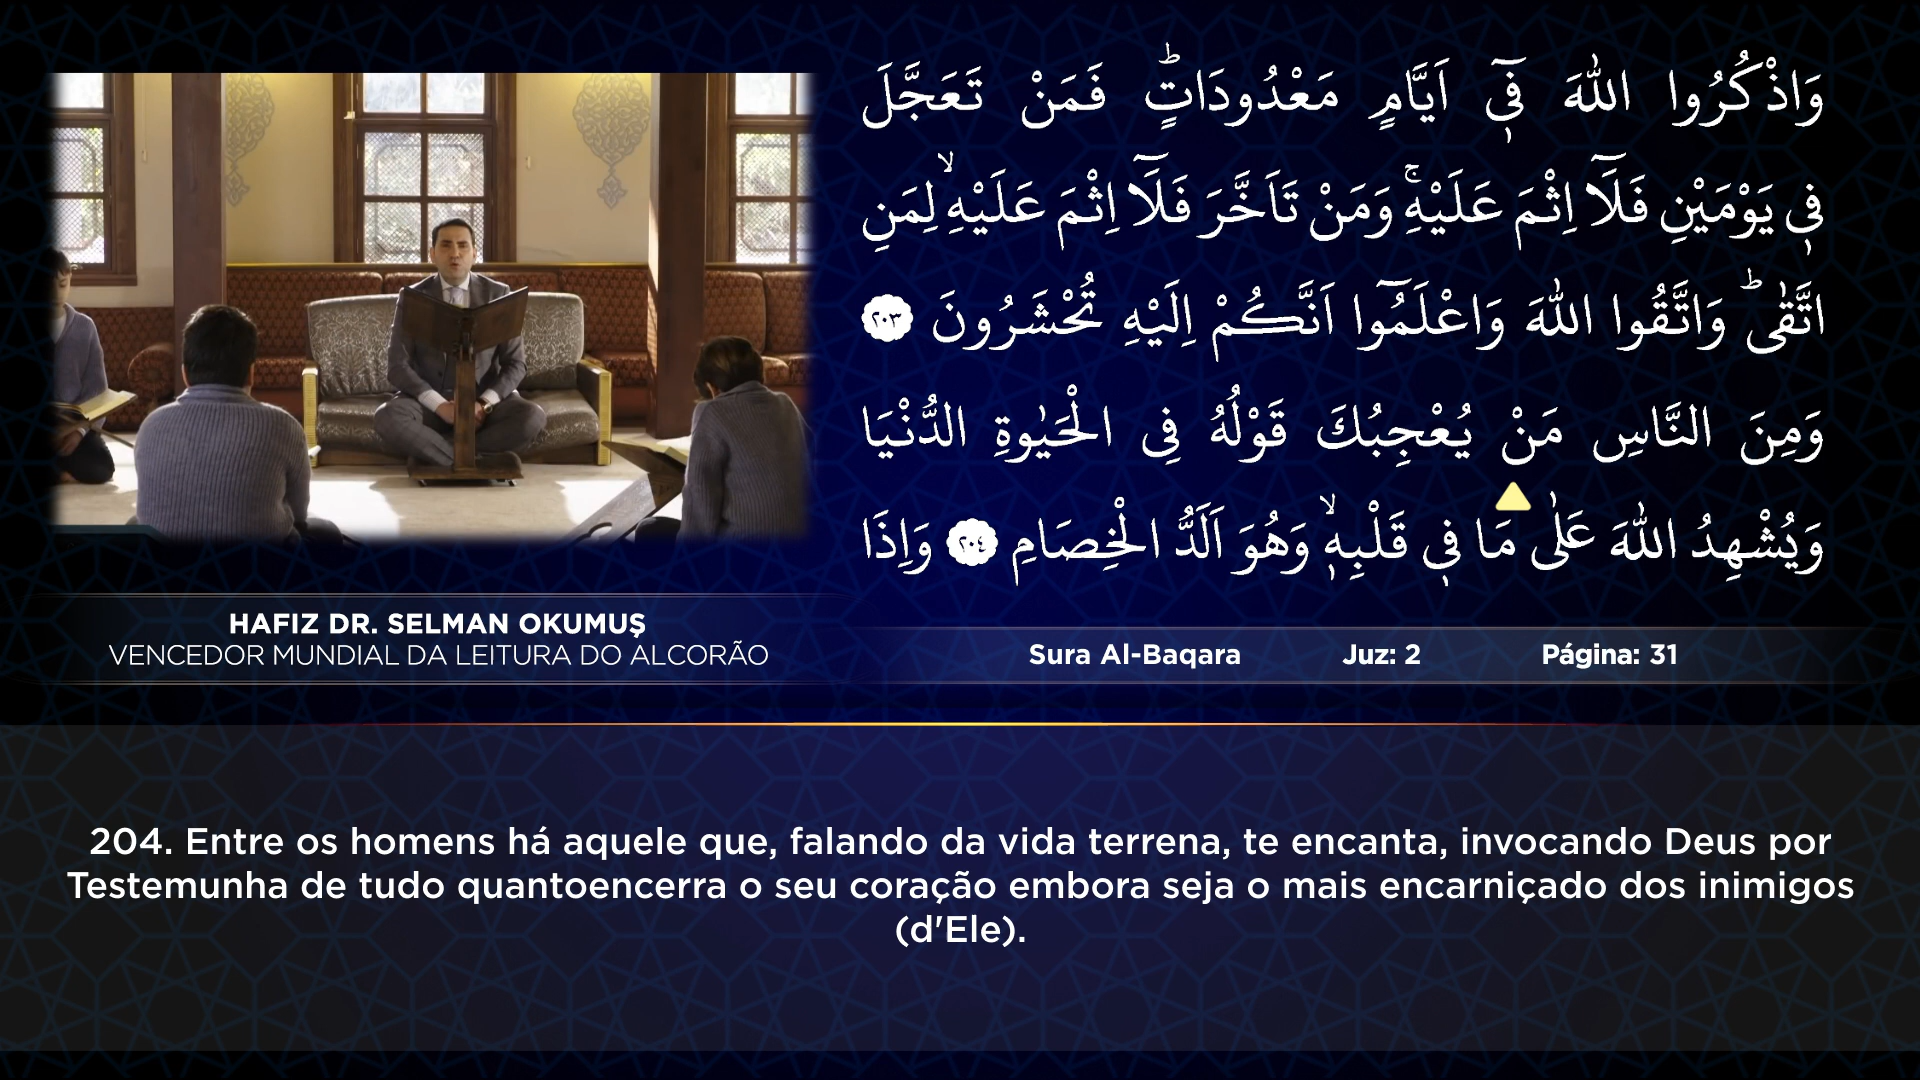 وَاذْكُرُوا اللّٰهَ فٖٓي اَيَّامٍ مَعْدُودَاتٍؕ فَمَنْ تَعَجَّلَ
فٖي يَوْمَيْنِ فَلَٓا اِثْمَ عَلَيْهِۚ وَمَنْ تَاَخَّرَ فَلَٓا اِثْمَ عَلَيْهِۙ لِمَنِ
اتَّقٰىؕ وَاتَّقُوا اللّٰهَ وَاعْلَمُٓوا اَنَّكُمْ اِلَيْهِ تُحْشَرُونَ ﴿٢٠٣﴾
وَمِنَ النَّاسِ مَنْ يُعْجِبُكَ قَوْلُهُ فِي الْحَيٰوةِ الدُّنْيَا
وَيُشْهِدُ اللّٰهَ عَلٰى مَا فٖي قَلْبِهٖۙ وَهُوَ اَلَدُّ الْخِصَامِ ﴿٢٠٤﴾ وَاِذَا
HAFIZ DR. SELMAN OKUMUŞ
VENCEDOR MUNDIAL DA LEITURA DO ALCORÃO
Sura Al-Baqara Juz: 2 Página: 31
204. Entre os homens há aquele que, falando da vida terrena, te encanta, invocando Deus por
Testemunha de tudo quantoencerra o seu coração embora seja o mais encarniçado dos inimigos
(d'Ele).